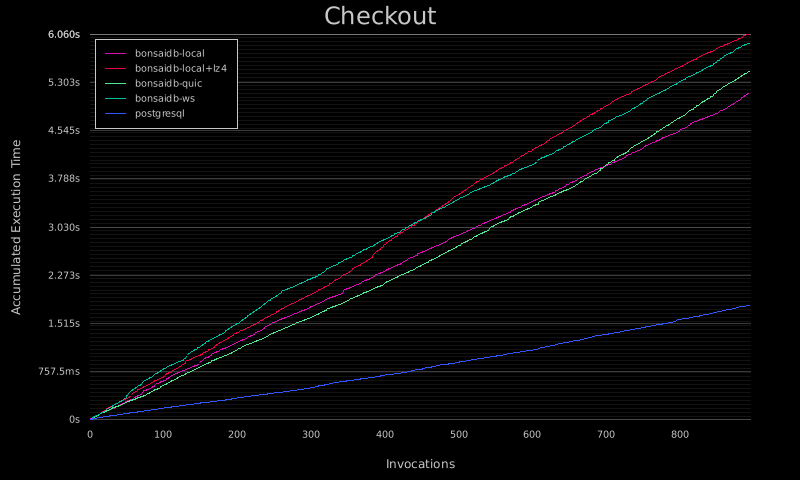 Checkout
6.060s
5.303s
4.545s
3.788s
3.030s
2.273s
1.515s
757.5ms
0s
Accumulated Execution Time
bonsaidb-local
bonsaidb-local+lz4
bonsaidb-quic
bonsaidb-ws
postgresql
0 100 200 300 400 500 600 700 800
Invocations